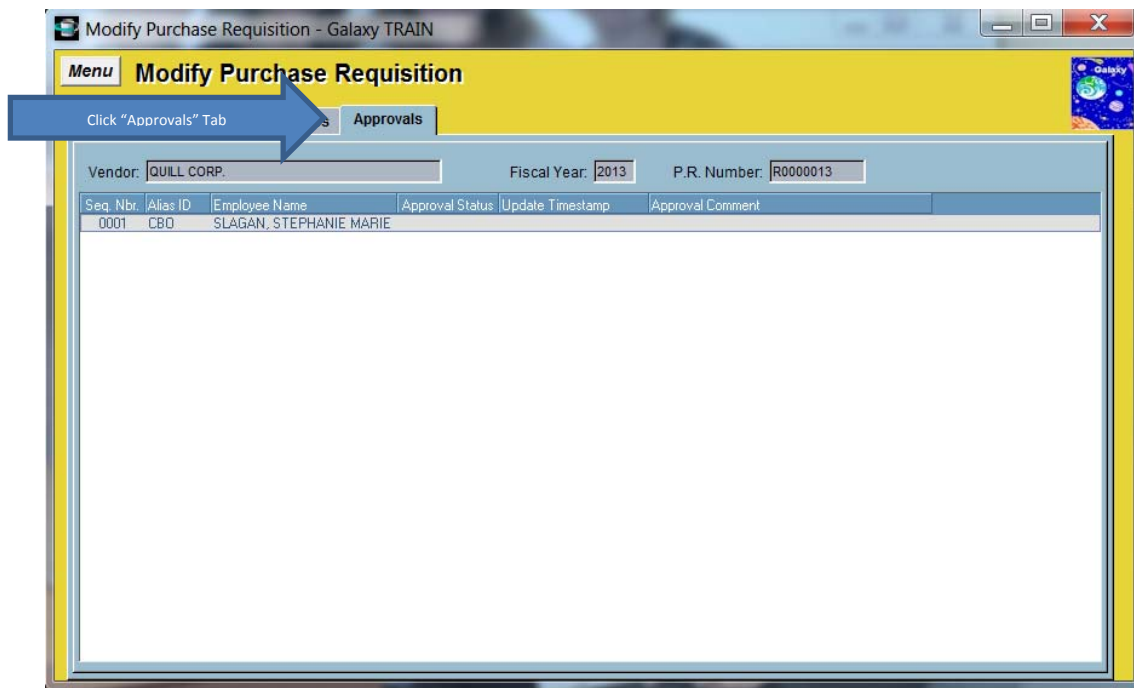 Modify Purchase Requisition - Galaxy TRAIN
Menu Modify Purchase Requisition
Galaxy
Click "Approvals" Tab
Approvals
Vendor: QUILL CORP. Fiscal Year: 2013 P.R. Number: R0000013
Seq. Nbr. Alias ID Employee Name Approval Status Update Timestamp Approval Comment
0001 CBO SLAGAN, STEPHANIE MARIE